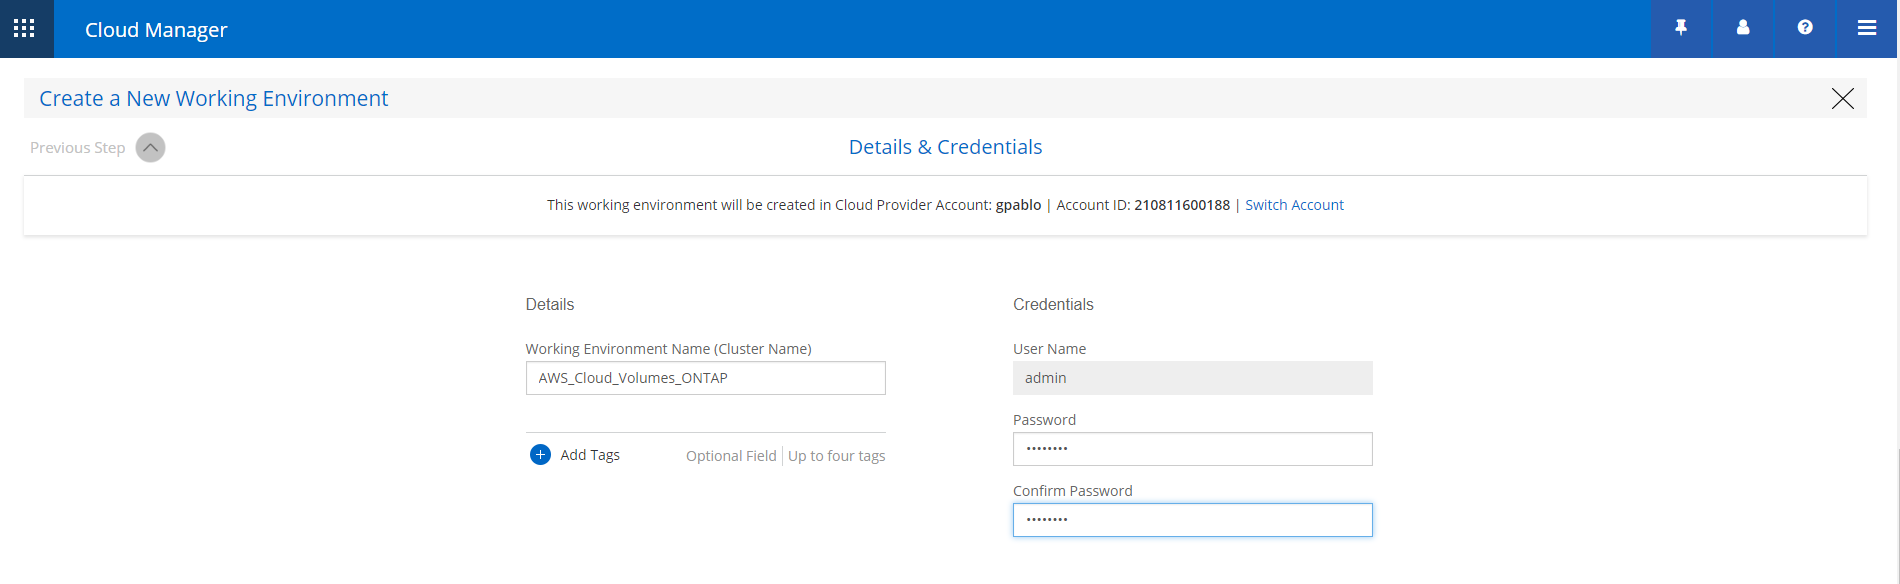 Cloud Manager
Create a New Working Environment
Previous Step
Details & Credentials
This working environment will be created in Cloud Provider Account: gpablo | Account ID: 210811600188 | Switch Account
Details
Working Environment Name (Cluster Name)
AWS_Cloud_Volumes_ONTAP
Add Tags
Optional Field | Up to four tags
Credentials
User Name
admin
Password
••••••••
Confirm Password
••••••••